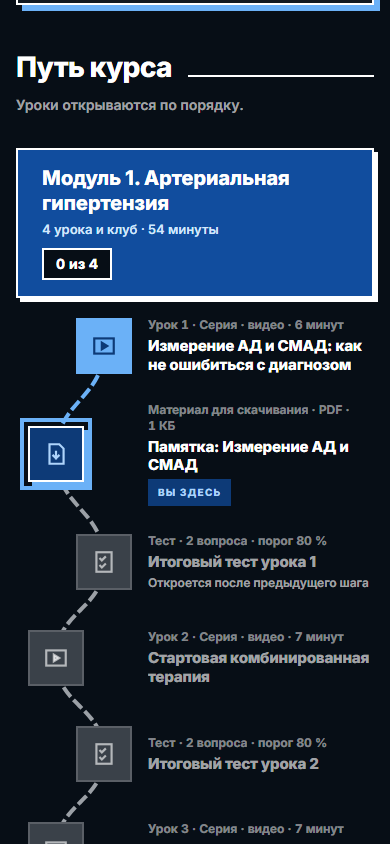 Путь курса
Уроки открываются по порядку.
Модуль 1. Артериальная
гипертензия
4 урока и клуб · 54 минуты
0 из 4
Урок 1 · Серия · видео · 6 минут
Измерение АД и СМАД: как
не ошибиться с диагнозом
Материал для скачивания · PDF ·
1 КБ
Памятка: Измерение АД и
СМАД
ВЫ ЗДЕСЬ
Тест · 2 вопроса · порог 80 %
Итоговый тест урока 1
Откроется после предыдущего шага
Урок 2 · Серия · видео · 7 минут
Стартовая комбинированная
терапия
Тест · 2 вопроса · порог 80 %
Итоговый тест урока 2
Урок 3 · Серия · видео · 7 минут